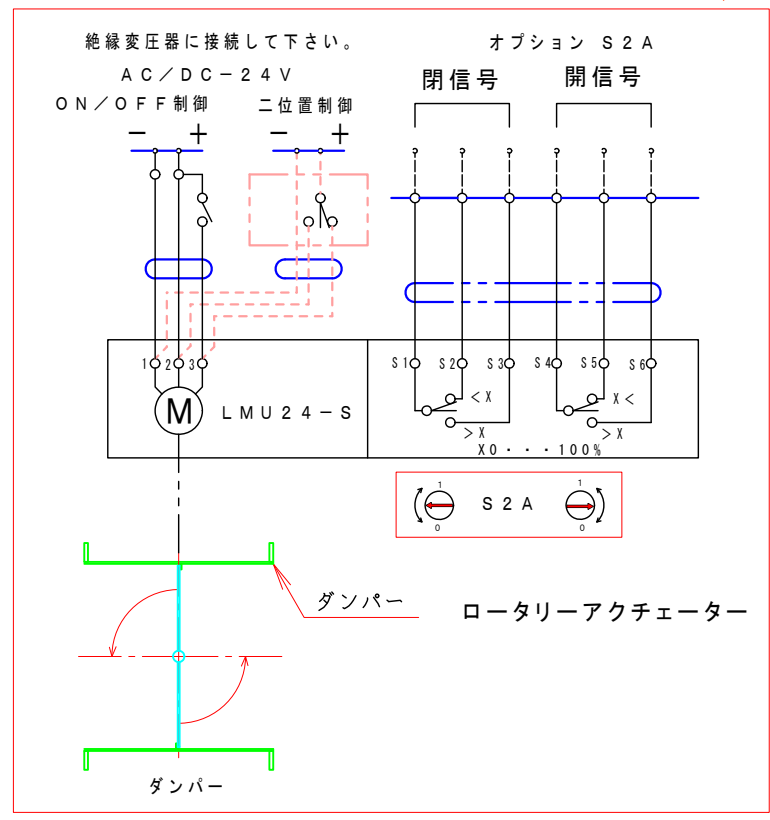 絶縁変圧器に接続して下さい。
オプション S2A
AC/DC-24V
閉信号 開信号
ON/OFF制御 二位置制御
- + - +
1 2 3 S1 S2 S3 S4 S5 S6
<X X<
M LMU24-S
>X >X
X0・・・100%
1 1
S2A
0 0
ダンパー
ロータリーアクチェーター
ダンパー